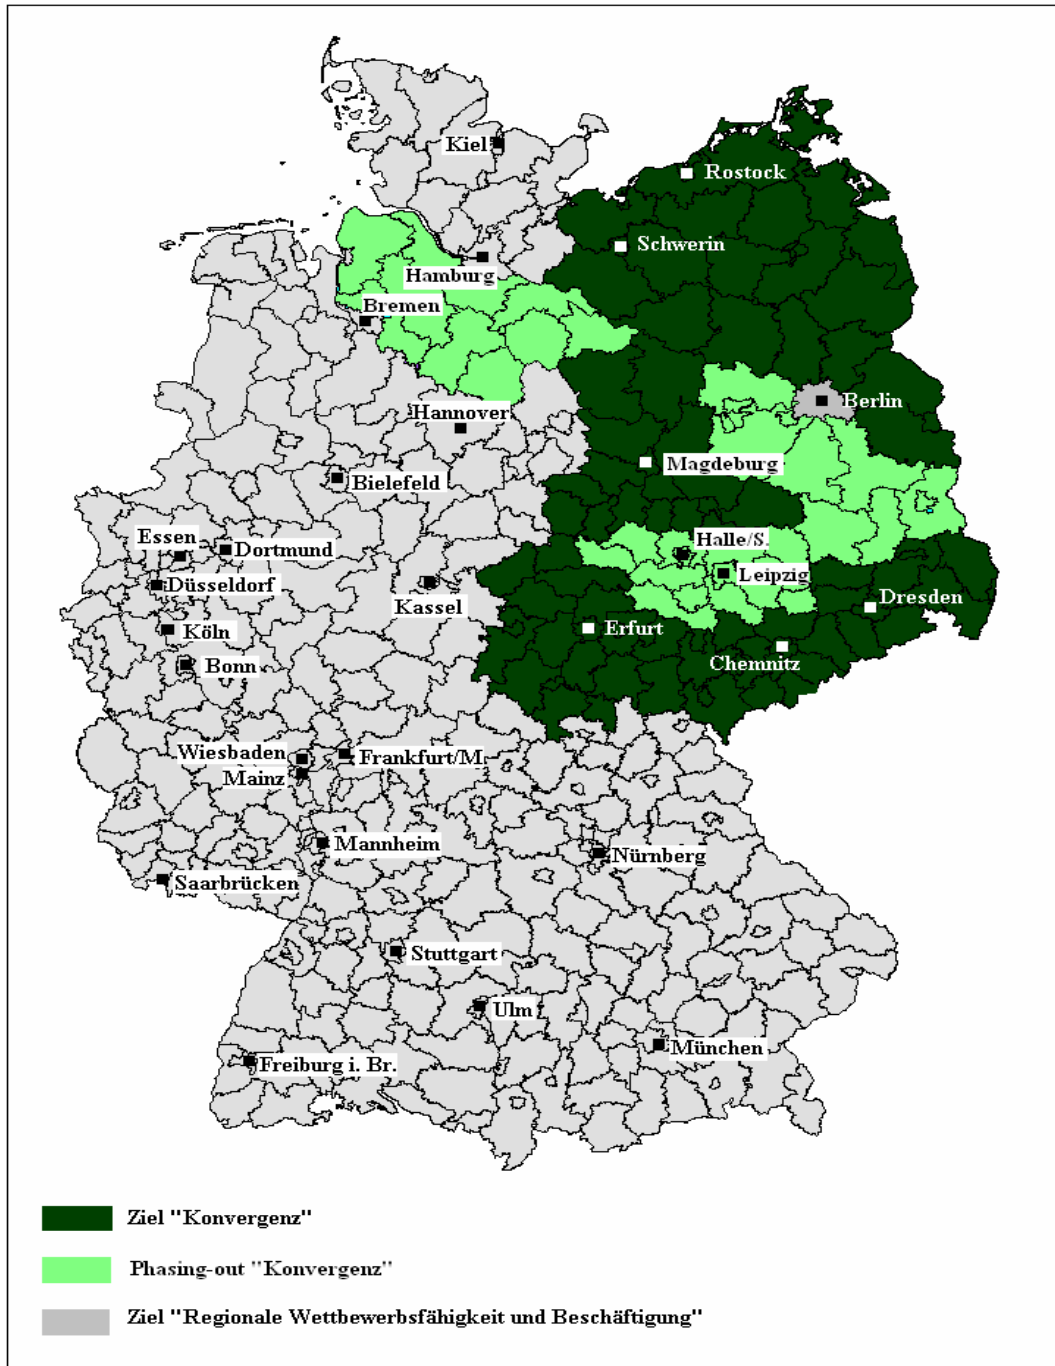 Kiel
Rostock
Schwerin
Hamburg
Bremen
Berlin
Hannover
Magdeburg
Bielefeld
Essen
Halle/S.
Dortmund
Leipzig
Düsseldorf
Kassel
Dresden
Köln
Erfurt
Bonn
Chemnitz
Wiesbaden
Frankfurt/M.
Mainz
Mannheim
Nürnberg
Saarbrücken
Stuttgart
Ulm
München
Freiburg i. Br.
Ziel "Konvergenz"
Phasing-out "Konvergenz"
Ziel "Regionale Wettbewerbsfähigkeit und Beschäftigung"